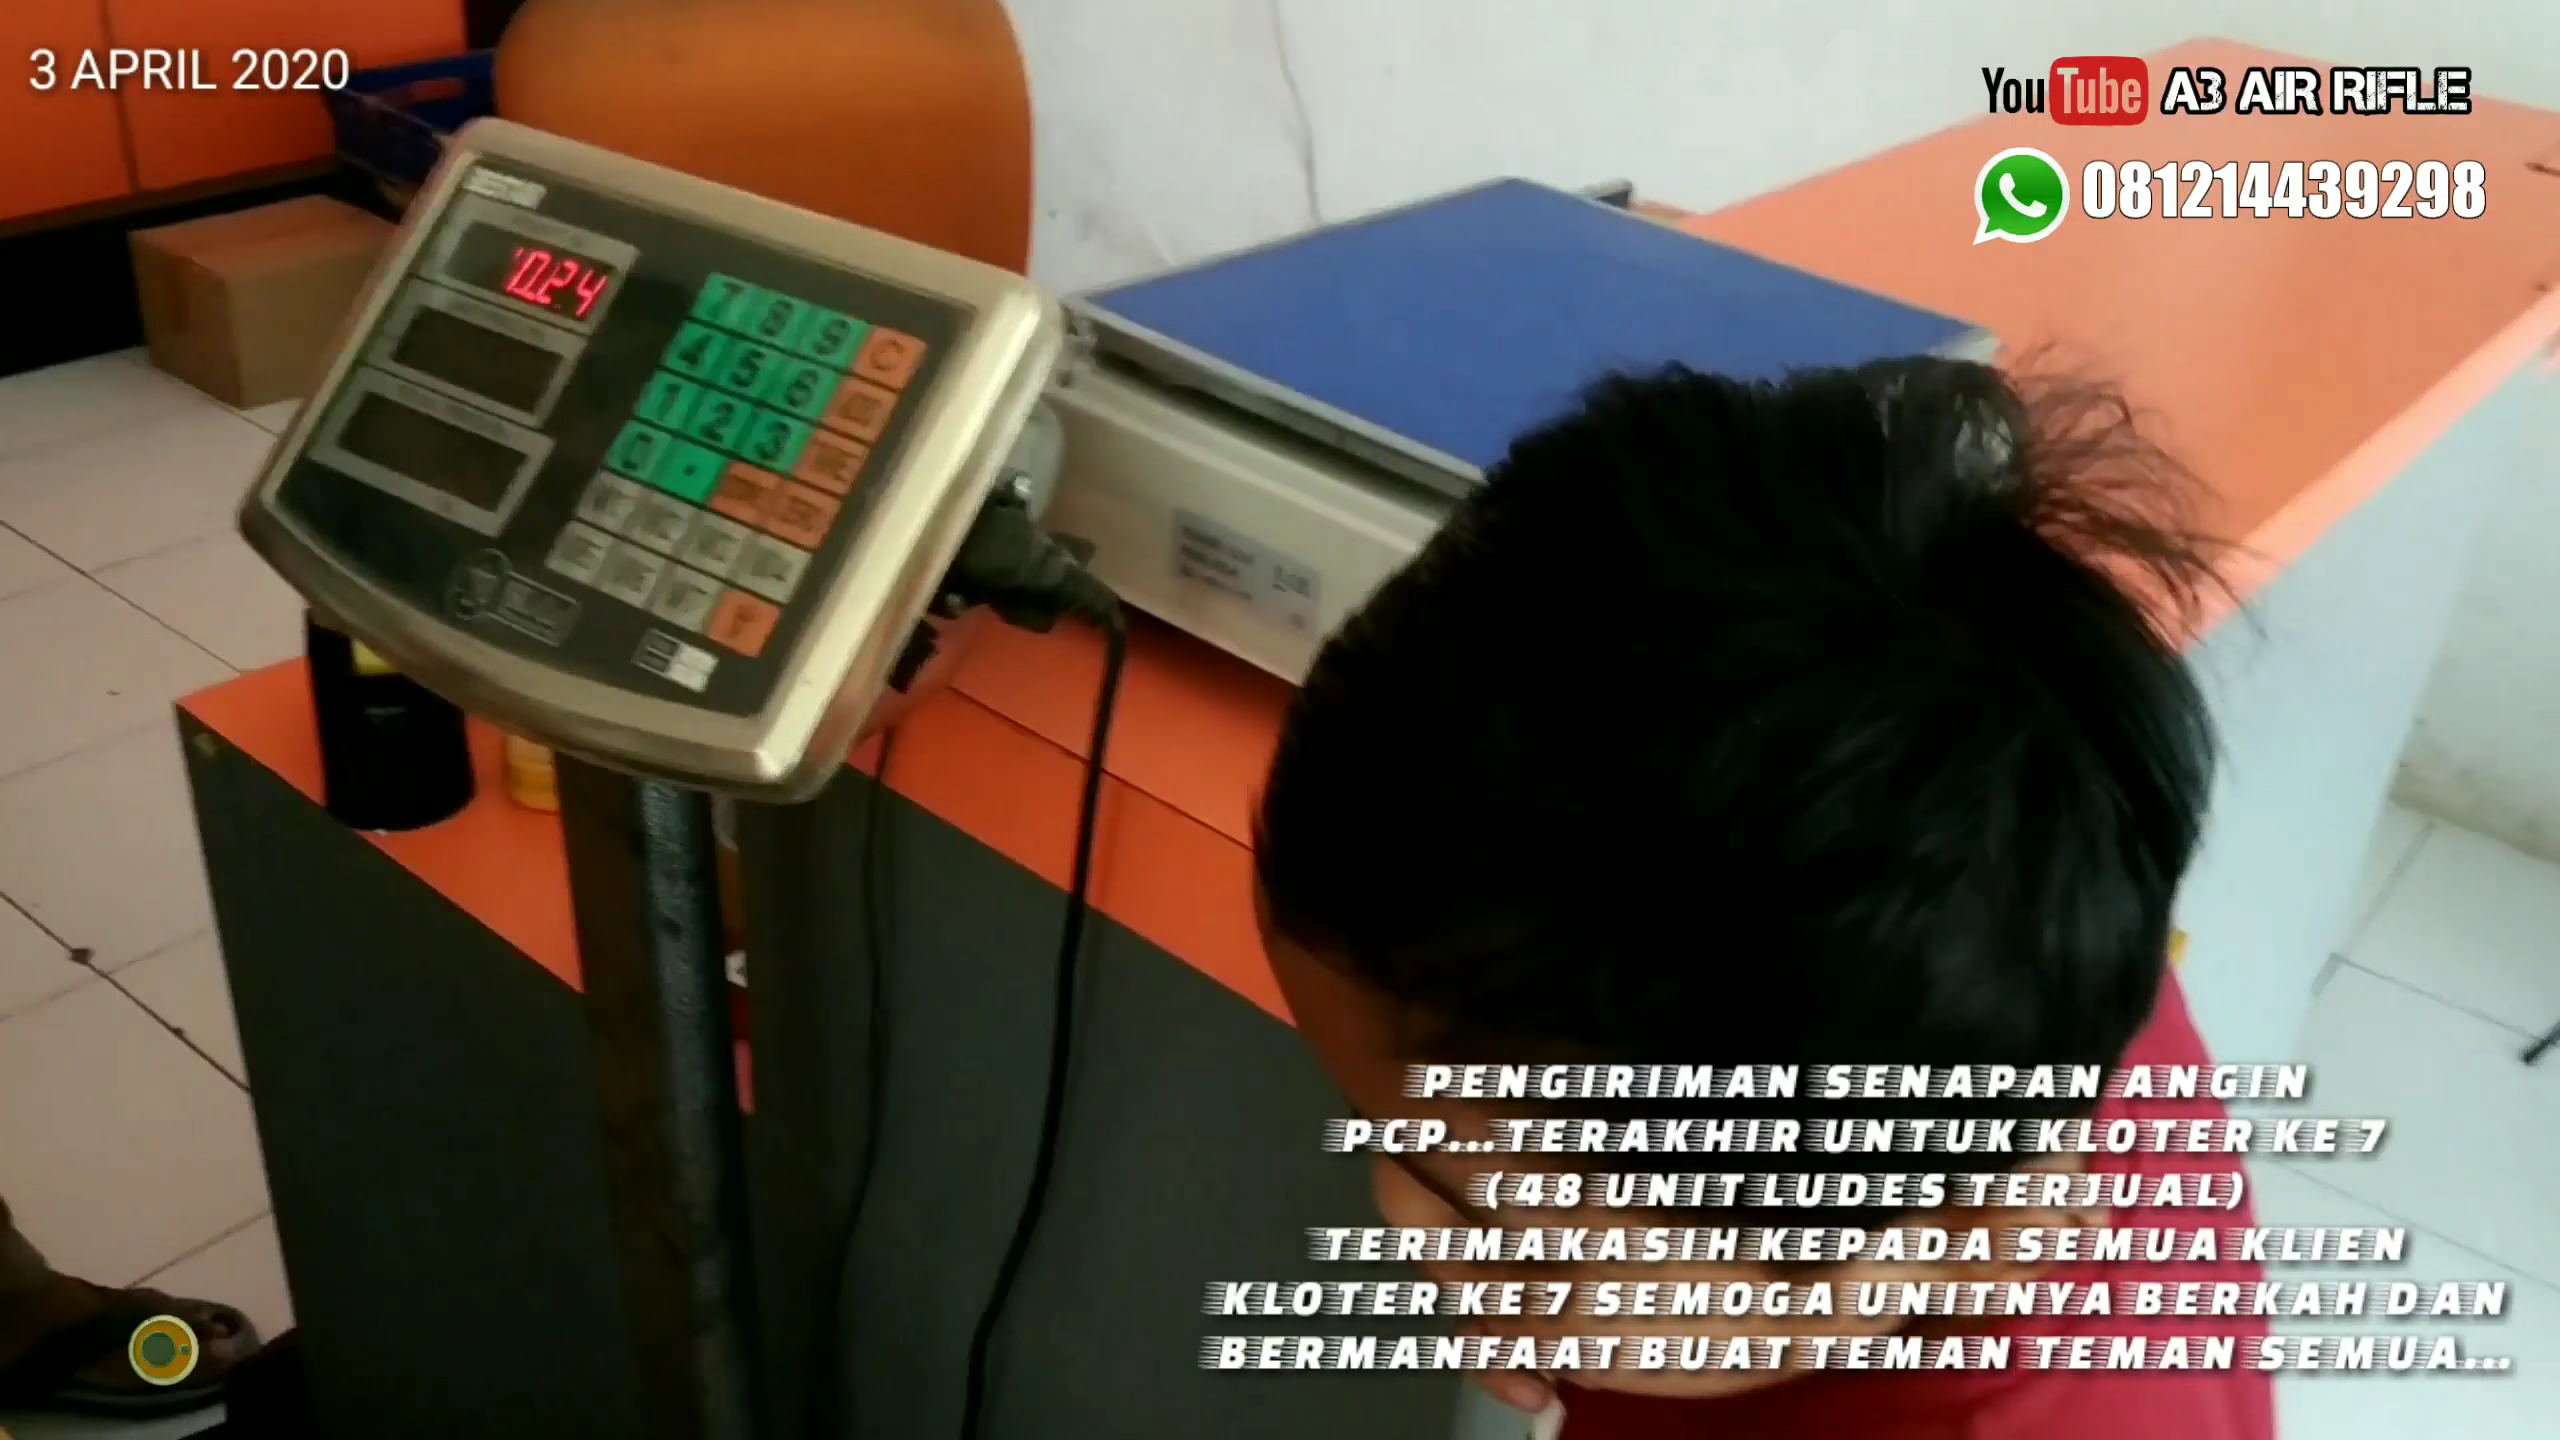 3 APRIL 2020
YouTube A3 AIR RIFLE
081214439298
7 8 9 C
4 5 6
1 2 3
0 .
PENGIRIMAN SENAPAN ANGIN
PCP...TERAKHIR UNTUK KLOTER KE 7
(48 UNIT LUDES TERJUAL)
TERIMAKASIH KEPADA SEMUA KLIEN
KLOTER KE 7 SEMOGA UNITNYA BERKAH DAN
BERMANFAAT BUAT TEMAN TEMAN SEMUA...